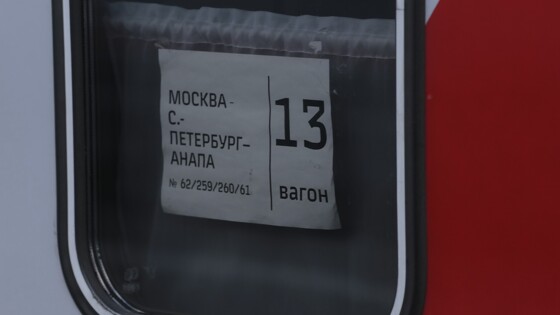 МОСКВА-
С.-
ПЕТЕРБУРГ-
АНАПА
№ 62/259/260/61
13
вагон